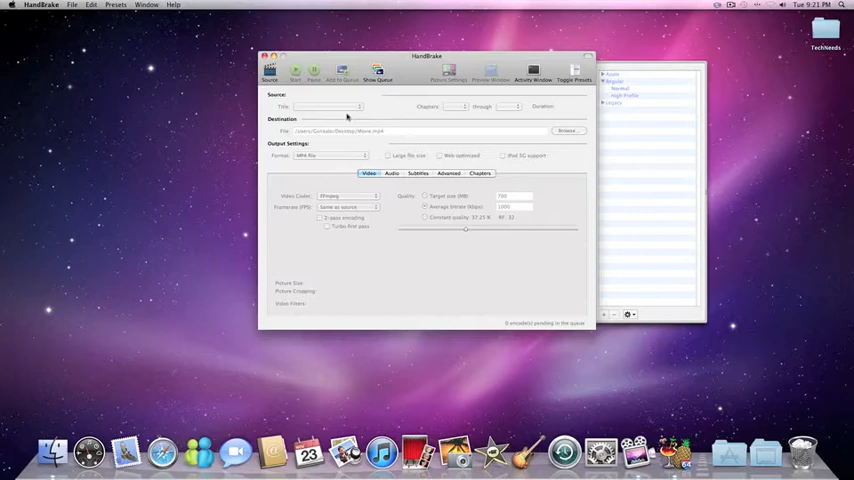 HandBrake File Edit Presets Window Help
Tue 9:21 PM
TechNeeds
HandBrake
Source Start Pause Add to Queue Show Queue Picture Settings Preview Window Activity Window Toggle Presets
Source:
Title: Chapters: through Duration:
Destination
File /Users/Gonzalo/Desktop/Movie.mp4 Browse...
Output Settings:
Format: MP4 file Large file size Web optimized iPod 5G support
Video Audio Subtitles Advanced Chapters
Video Codec: FFmpeg Quality: Target size (MB): 700
Framerate (FPS): Same as source Average bitrate (kbps): 1000
2-pass encoding Constant quality: 37.25 % RF: 32
Turbo first pass
Picture Size:
Picture Cropping:
Video Filters:
0 encode(s) pending in the queue
Apple
Regular
Normal
High Profile
Legacy
23
64